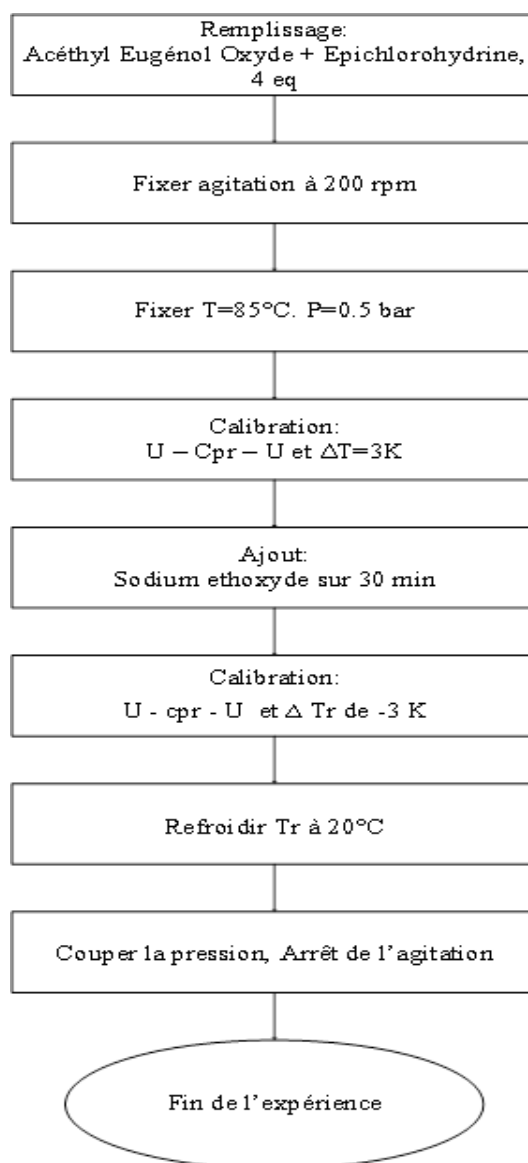 Remplissage:
Acéthyl Eugénol Oxyde + Epichlorohydrine,
4 eq
Fixer agitation à 200 rpm
Fixer T=85°C. P=0.5 bar
Calibration:
U – Cpr – U et △T=3K
Ajout:
Sodium ethoxyde sur 30 min
Calibration:
U - cpr - U et △ Tr de -3 K
Refroidir Tr à 20°C
Couper la pression, Arrêt de l’agitation
Fin de l’expérience